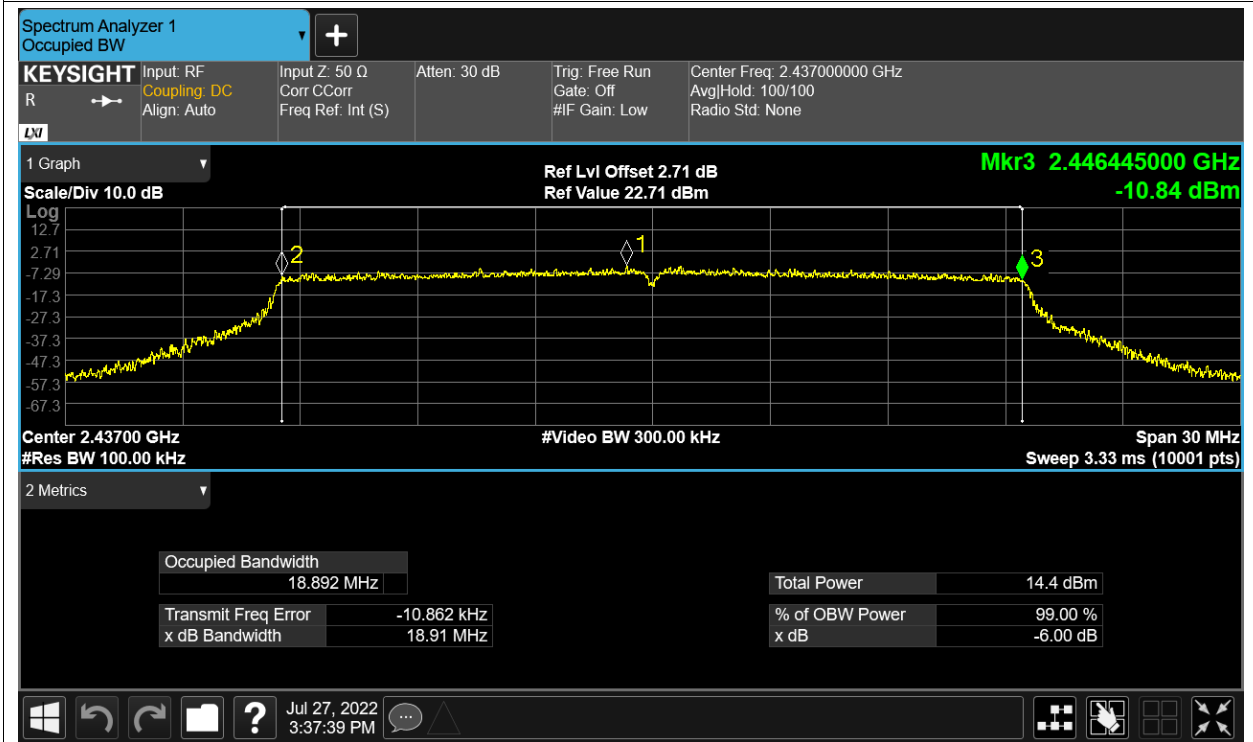 Spectrum Analyzer 1
Occupied BW
KEYSIGHT
R
LXI
Input: RF
Coupling: DC
Align: Auto
Input Z: 50 Ω
Corr CCorr
Freq Ref: Int (S)
Atten: 30 dB
Trig: Free Run
Gate: Off
#IF Gain: Low
Center Freq: 2.437000000 GHz
Avg|Hold: 100/100
Radio Std: None
1 Graph
Scale/Div 10.0 dB
Ref Lvl Offset 2.71 dB
Ref Value 22.71 dBm
Mkr3 2.446445000 GHz
-10.84 dBm
Log
12.7
2.71
-7.29
-17.3
-27.3
-37.3
-47.3
-57.3
-67.3
2
1
3
Center 2.43700 GHz
#Res BW 100.00 kHz
#Video BW 300.00 kHz
Span 30 MHz
Sweep 3.33 ms (10001 pts)
2 Metrics
Occupied Bandwidth
18.892 MHz
Transmit Freq Error -10.862 kHz
x dB Bandwidth 18.91 MHz
Total Power 14.4 dBm
% of OBW Power 99.00 %
x dB -6.00 dB
?
Jul 27, 2022
3:37:39 PM